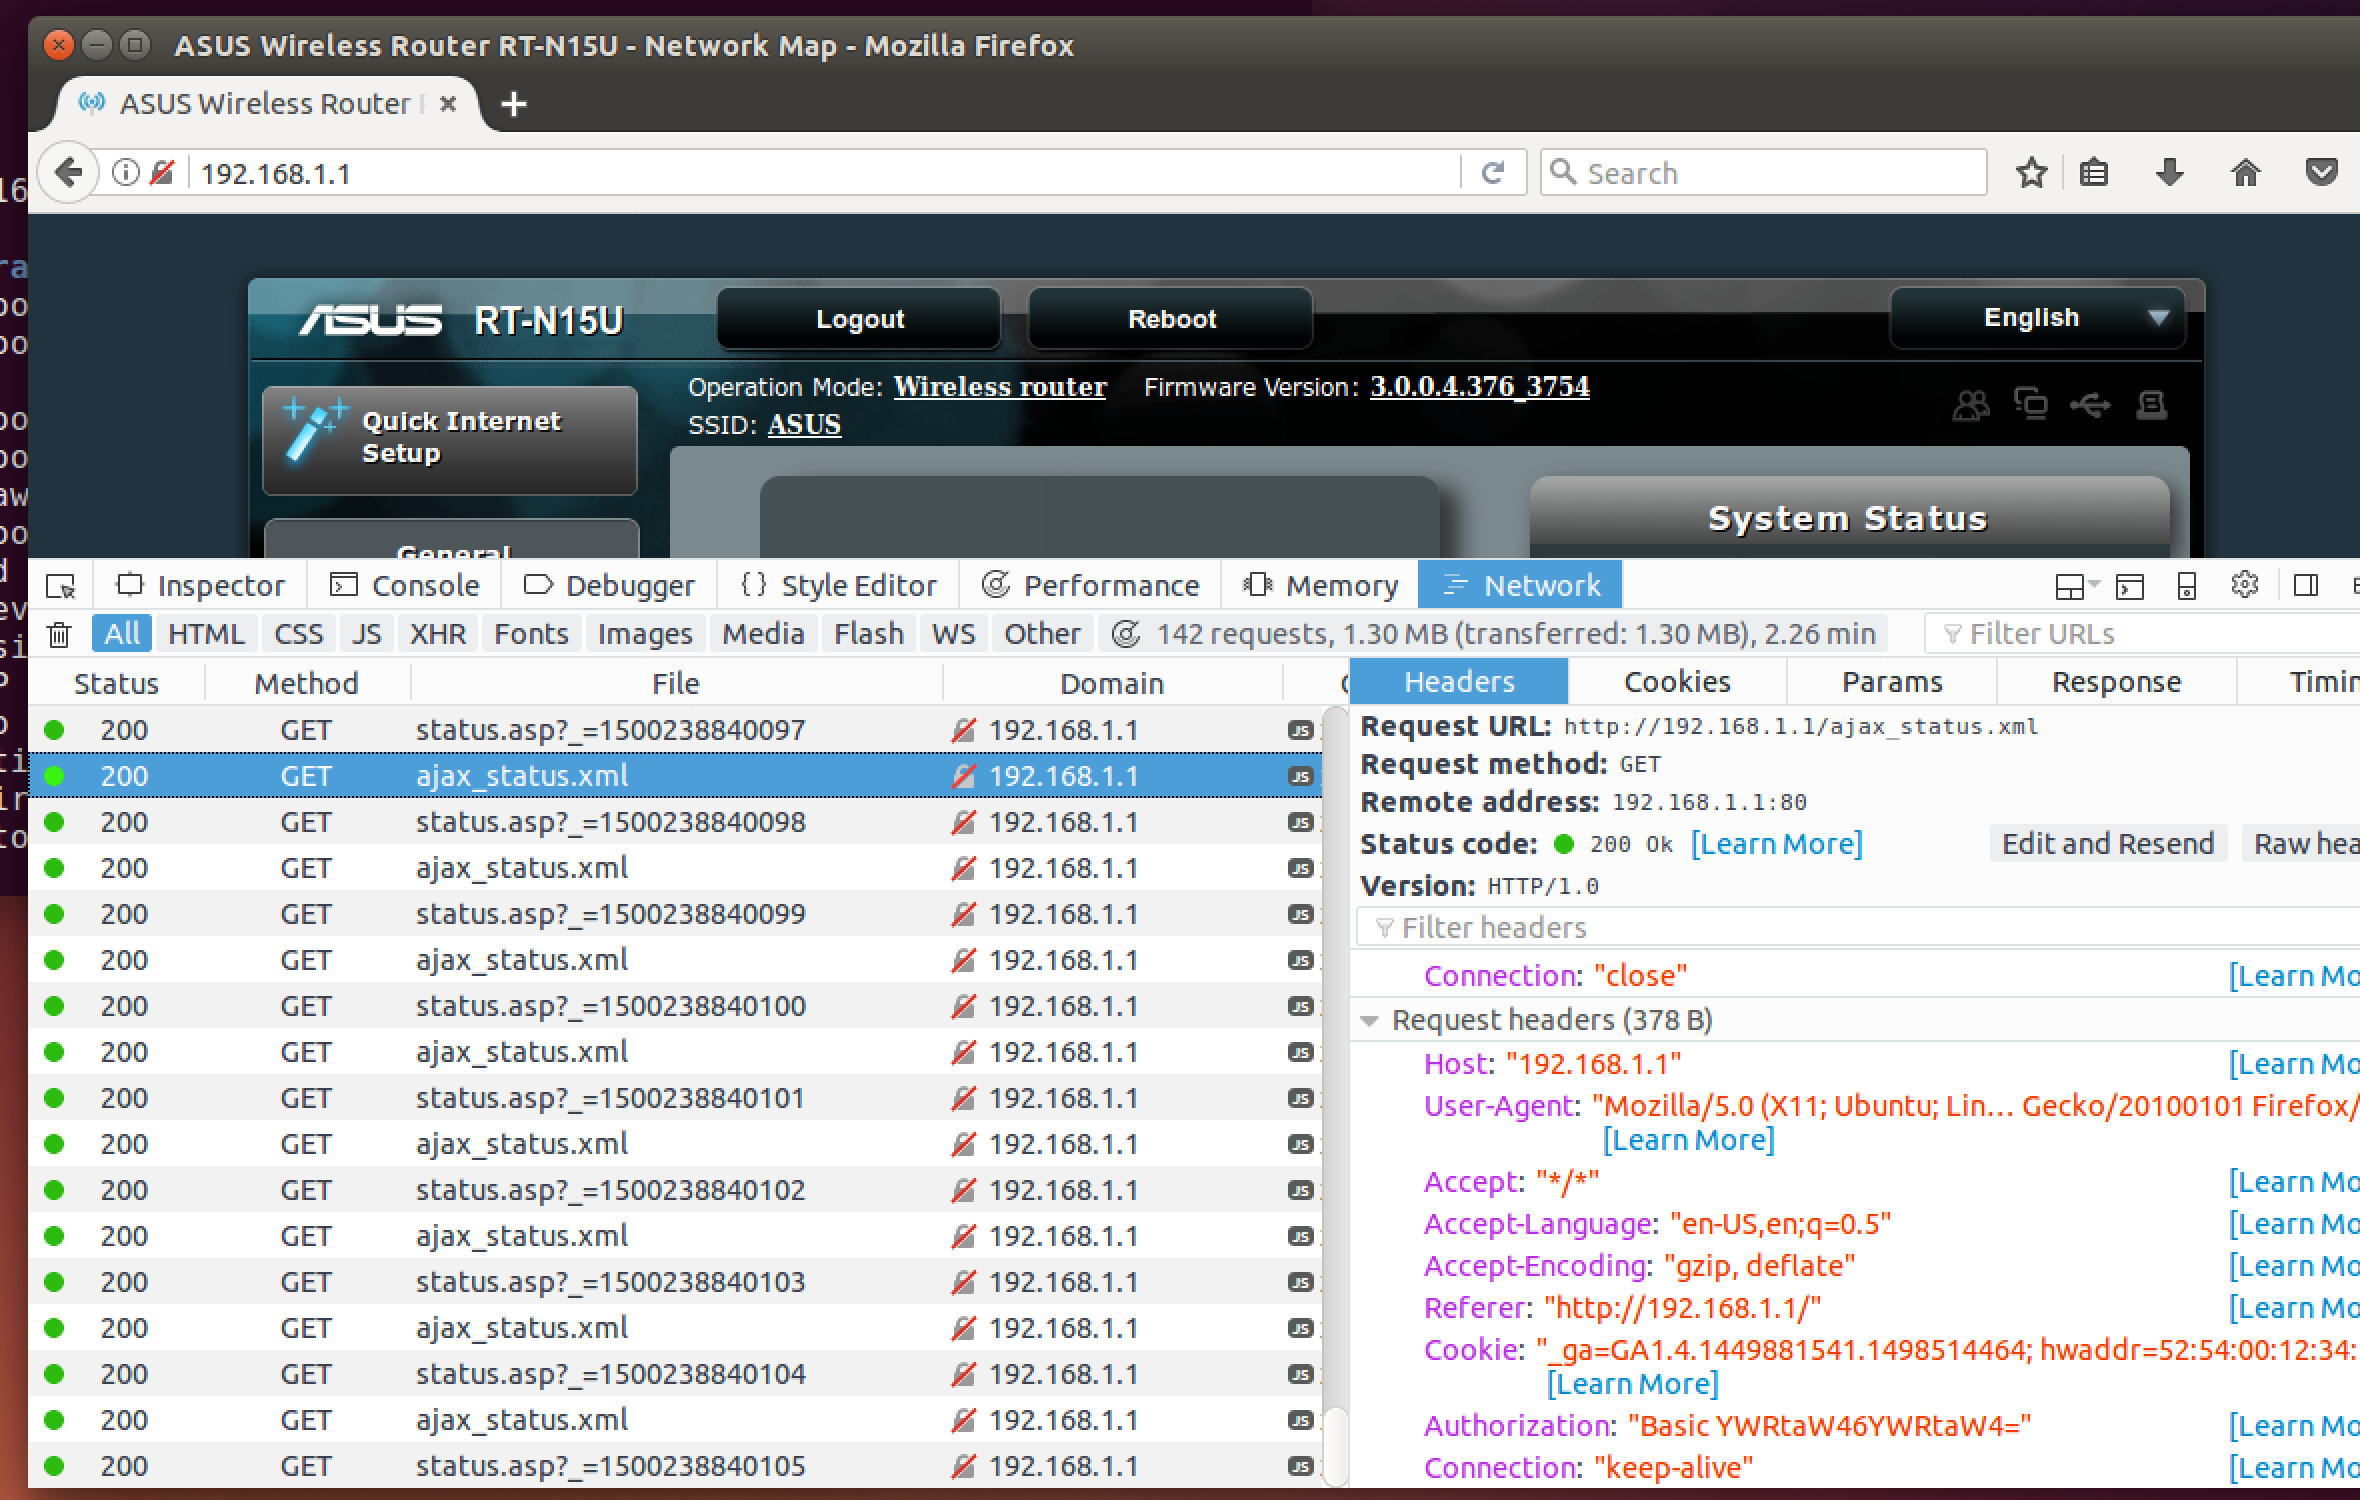 ASUS Wireless Router RT-N15U - Network Map - Mozilla Firefox
ASUS Wireless Router
192.168.1.1
Search
ASUS RT-N15U Logout Reboot English
Operation Mode: Wireless router Firmware Version: 3.0.0.4.376_3754
SSID: ASUS
Quick Internet
Setup
General
System Status
Inspector Console Debugger {} Style Editor Performance Memory Network
All HTML CSS JS XHR Fonts Images Media Flash WS Other 142 requests, 1.30 MB (transferred: 1.30 MB), 2.26 min Filter URLs
Status Method File Domain
200 GET status.asp?_=1500238840097 192.168.1.1 JS
200 GET ajax_status.xml 192.168.1.1 JS
200 GET status.asp?_=1500238840098 192.168.1.1 JS
200 GET ajax_status.xml 192.168.1.1 JS
200 GET status.asp?_=1500238840099 192.168.1.1 JS
200 GET ajax_status.xml 192.168.1.1 JS
200 GET status.asp?_=1500238840100 192.168.1.1 JS
200 GET ajax_status.xml 192.168.1.1 JS
200 GET status.asp?_=1500238840101 192.168.1.1 JS
200 GET ajax_status.xml 192.168.1.1 JS
200 GET status.asp?_=1500238840102 192.168.1.1 JS
200 GET ajax_status.xml 192.168.1.1 JS
200 GET status.asp?_=1500238840103 192.168.1.1 JS
200 GET ajax_status.xml 192.168.1.1 JS
200 GET status.asp?_=1500238840104 192.168.1.1 JS
200 GET ajax_status.xml 192.168.1.1 JS
200 GET status.asp?_=1500238840105 192.168.1.1 JS
Headers Cookies Params Response Timin
Request URL: http://192.168.1.1/ajax_status.xml
Request method: GET
Remote address: 192.168.1.1:80
Status code: 200 Ok [Learn More] Edit and Resend Raw hea
Version: HTTP/1.0
Filter headers
Connection: "close" [Learn Mo
Request headers (378 B)
Host: "192.168.1.1" [Learn Mo
User-Agent: "Mozilla/5.0 (X11; Ubuntu; Lin… Gecko/20100101 Firefox/
[Learn More]
Accept: "*/*" [Learn Mo
Accept-Language: "en-US,en;q=0.5" [Learn Mo
Accept-Encoding: "gzip, deflate" [Learn Mo
Referer: "http://192.168.1.1/" [Learn Mo
Cookie: "_ga=GA1.4.1449881541.1498514464; hwaddr=52:54:00:12:34:
[Learn More]
Authorization: "Basic YWRtaW46YWRtaW4=" [Learn Mo
Connection: "keep-alive" [Learn Mo